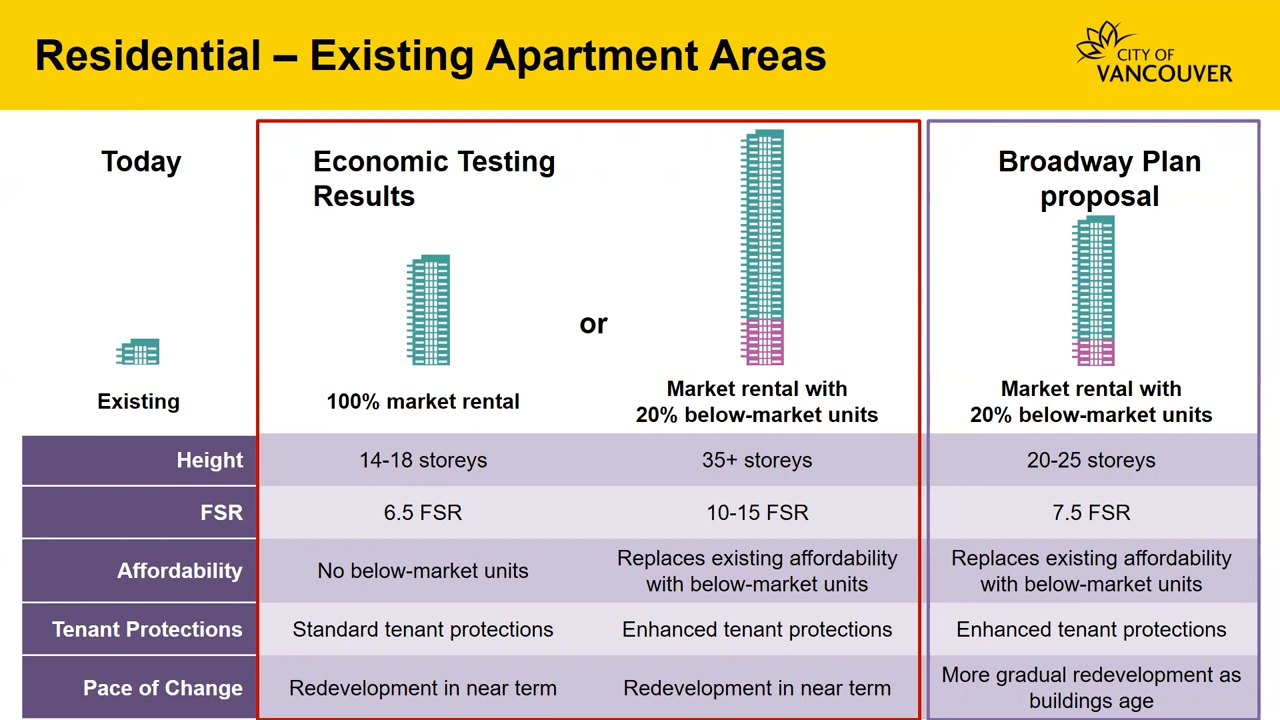 Residential – Existing Apartment Areas
CITY OF
VANCOUVER
Today
Economic Testing
Results
Broadway Plan
proposal
or
Existing
100% market rental
Market rental with
20% below-market units
Market rental with
20% below-market units
Height
14-18 storeys
35+ storeys
20-25 storeys
FSR
6.5 FSR
10-15 FSR
7.5 FSR
Affordability
No below-market units
Replaces existing affordability
with below-market units
Replaces existing affordability
with below-market units
Tenant Protections
Standard tenant protections
Enhanced tenant protections
Enhanced tenant protections
Pace of Change
Redevelopment in near term
Redevelopment in near term
More gradual redevelopment as
buildings age